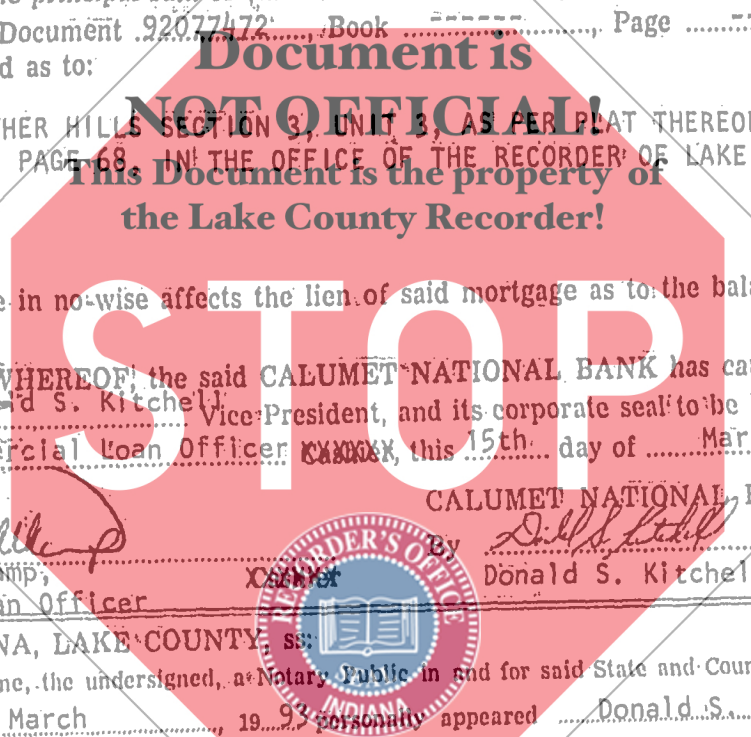 Document 92077472, Book ------, Page
d as to:
Document is
NOT OFFICIAL!
HER HILLS SECTION 3, UNIT 3, AS PER PLAT THEREO
PAGE 68, IN THE OFFICE OF THE RECORDER OF LAKE
This Document is the property of
the Lake County Recorder!
STOP
e in no-wise affects the lien of said mortgage as to the bal
WHEREOF, the said CALUMET NATIONAL BANK has ca
ld S. Kitchell Vice President, and its corporate seal to be
ercial Loan Officer XXXXXX, this 15th day of Mar
CALUMET NATIONAL
By
amp, Cashier Donald S. Kitchel
an Officer
NA, LAKE COUNTY, ss:
me, the undersigned, a Notary Public in and for said State and Coun
March, 19 93 personally appeared Donald S.
RECORDER'S OFFICE
SEAL
INDIANA